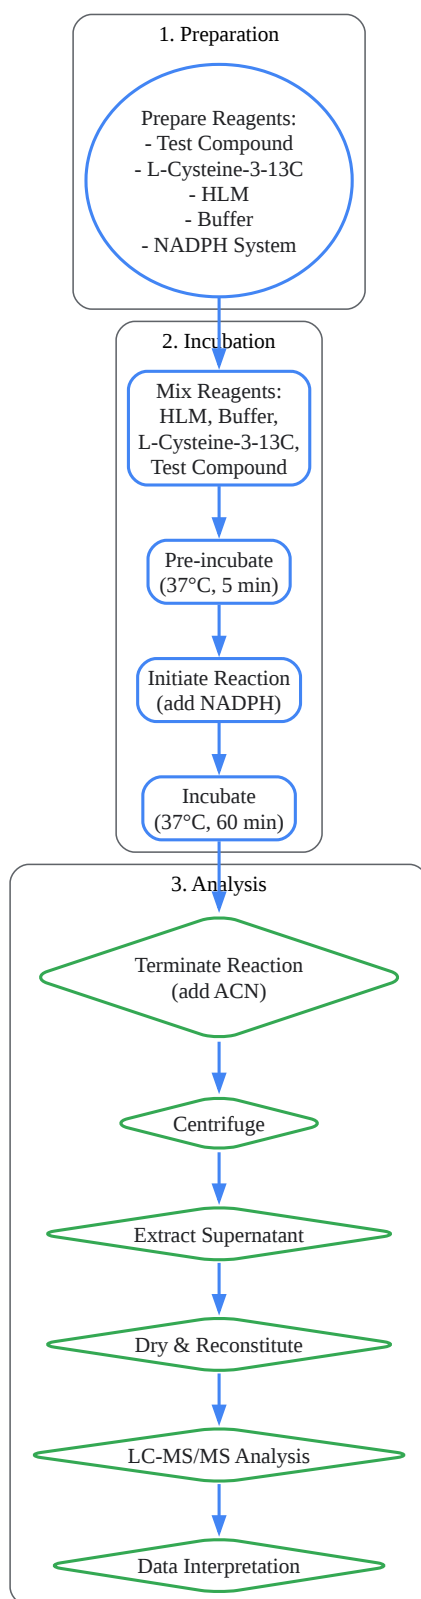 1. Preparation
Prepare Reagents:
- Test Compound
- L-Cysteine-3-13C
- HLM
- Buffer
- NADPH System
2. Incubation
Mix Reagents:
HLM, Buffer,
L-Cysteine-3-13C,
Test Compound
Pre-incubate
(37°C, 5 min)
Initiate Reaction
(add NADPH)
Incubate
(37°C, 60 min)
3. Analysis
Terminate Reaction
(add ACN)
Centrifuge
Extract Supernatant
Dry & Reconstitute
LC-MS/MS Analysis
Data Interpretation